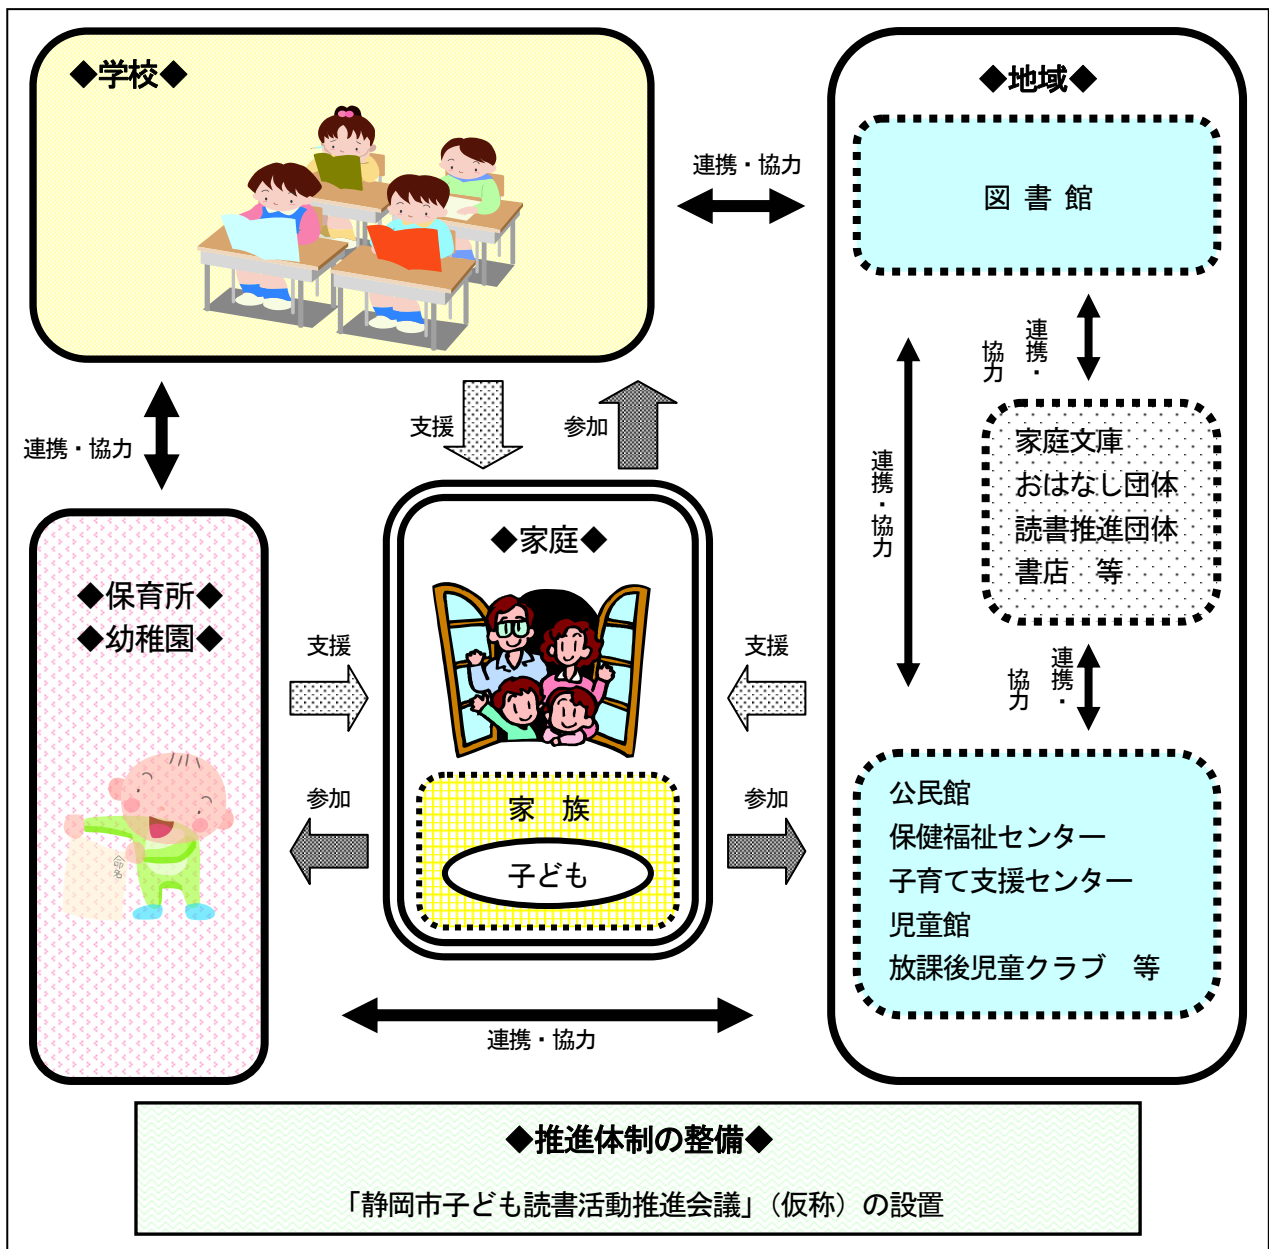 ◆学校◆
連携・協力
◆地域◆
図書館
連携・
協力
連携・協力
家庭文庫
おはなし団体
読書推進団体
書店　等
連携・
協力
公民館
保健福祉センター
子育て支援センター
児童館
放課後児童クラブ　等
連携・協力
支援
参加
◆保育所◆
◆幼稚園◆
命名
支援
参加
◆家庭◆
家　族
子ども
支援
参加
連携・協力
◆推進体制の整備◆
「静岡市子ども読書活動推進会議」（仮称）の設置